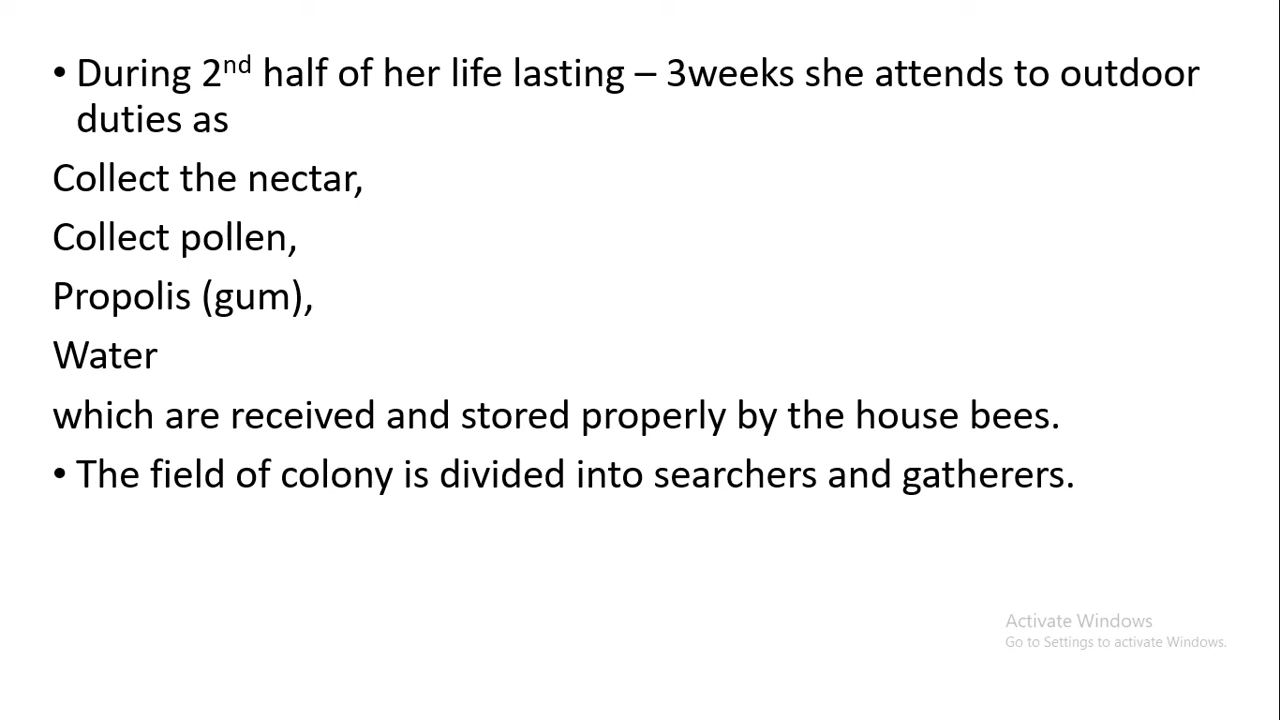 • During 2nd half of her life lasting – 3weeks she attends to outdoor
duties as
Collect the nectar,
Collect pollen,
Propolis (gum),
Water
which are received and stored properly by the house bees.
• The field of colony is divided into searchers and gatherers.
Activate Windows
Go to Settings to activate Windows.